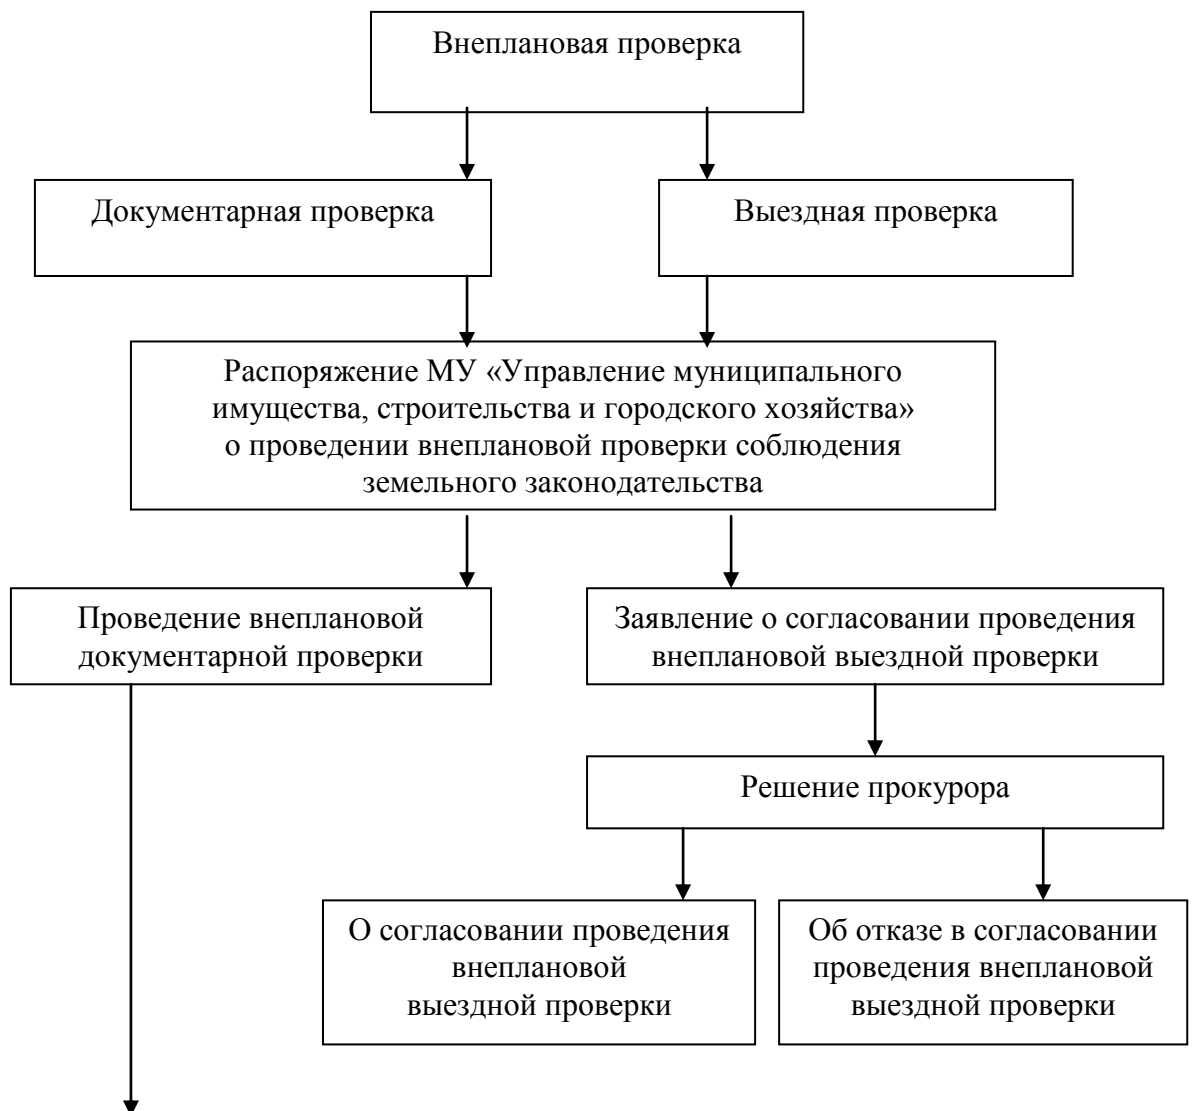 Внеплановая проверка
Документарная проверка
Выездная проверка
Распоряжение МУ «Управление муниципального
имущества, строительства и городского хозяйства»
о проведении внеплановой проверки соблюдения
земельного законодательства
Проведение внеплановой
документарной проверки
Заявление о согласовании проведения
внеплановой выездной проверки
Решение прокурора
О согласовании проведения
внеплановой
выездной проверки
Об отказе в согласовании
проведения внеплановой
выездной проверки